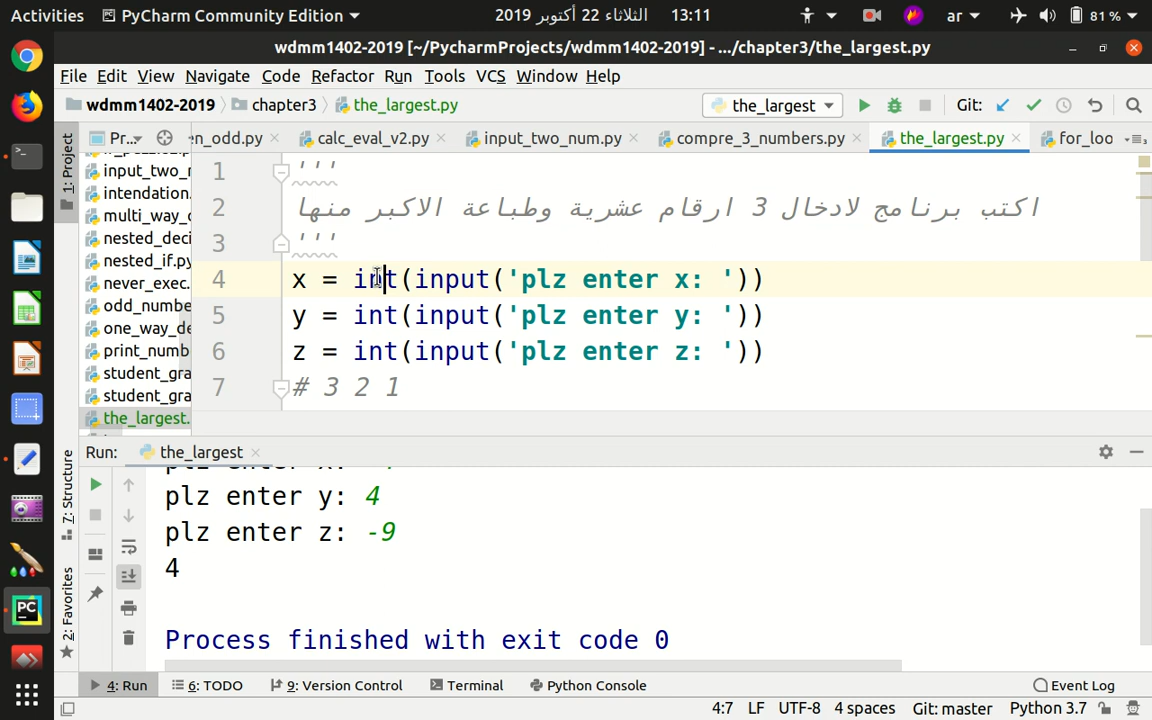 Activities PyCharm Community Edition الثلاثاء 22 أكتوبر 2019 13:11 ar 81 %
wdmm1402-2019 [~/PycharmProjects/wdmm1402-2019] - .../chapter3/the_largest.py
File Edit View Navigate Code Refactor Run Tools VCS Window Help
wdmm1402-2019 chapter3 the_largest.py the_largest Git:
1: Project Pr... en_odd.py calc_eval_v2.py input_two_num.py compre_3_numbers.py the_largest.py for_loo
input_two_
intendation.
multi_way_
nested_deci
nested_if.py
never_exec.
odd_numbe
one_way_de
print_numb
student_gra
student_gra
the_largest.
1 '''
2 اكتب برنامج لادخال 3 ارقام عشرية وطباعة الاكبر منها
3 '''
4 x = int(input('plz enter x: '))
5 y = int(input('plz enter y: '))
6 z = int(input('plz enter z: '))
7 # 3 2 1
Run: the_largest
plz enter y: 4
plz enter z: -9
4
Process finished with exit code 0
7: Structure
2: Favorites
4: Run 6: TODO 9: Version Control Terminal Python Console Event Log
4:7 LF UTF-8 4 spaces Git: master Python 3.7